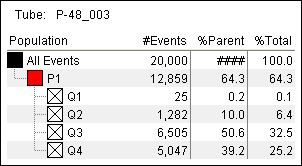 Tube: P-48_003
Population #Events %Parent %Total
All Events 20,000 #### 100.0
P1 12,859 64.3 64.3
Q1 25 0.2 0.1
Q2 1,282 10.0 6.4
Q3 6,505 50.6 32.5
Q4 5,047 39.2 25.2